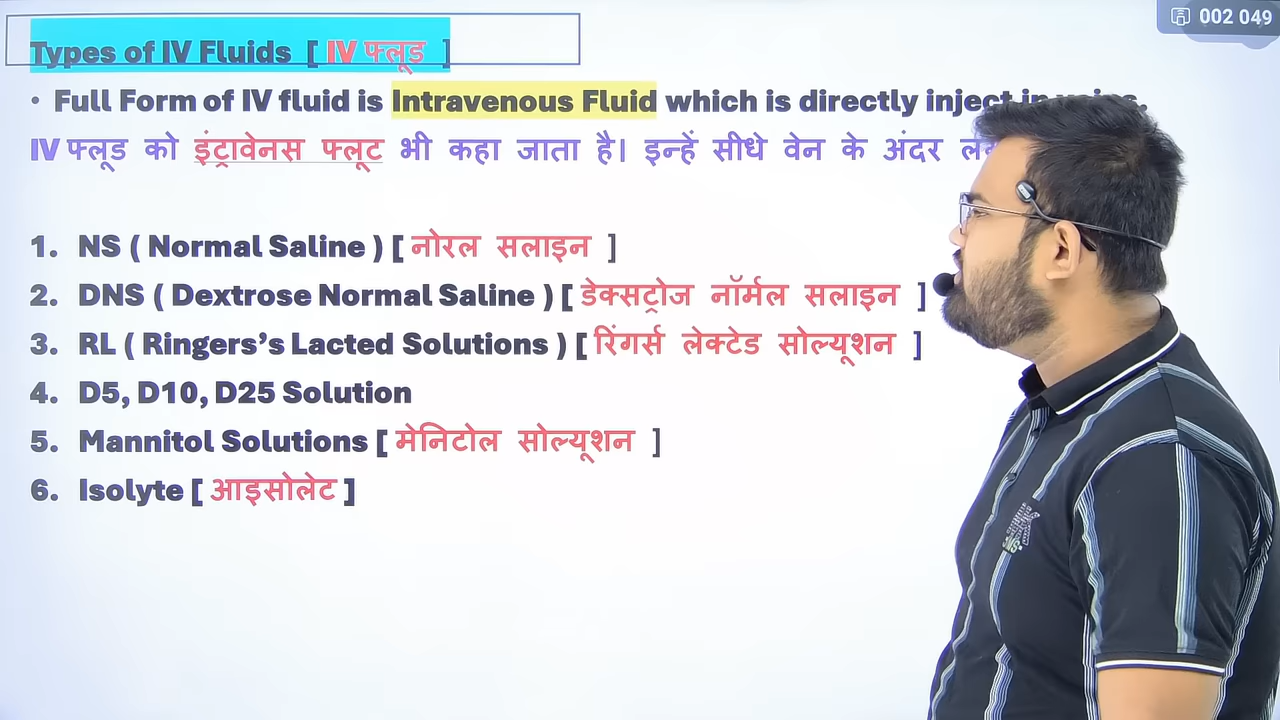 002 049
Types of IV Fluids [ IV फ्लूड ]
• Full Form of IV fluid is Intravenous Fluid which is directly inject in veins.
IV फ्लूड को इंट्रावेनस फ्लूट भी कहा जाता है। इन्हें सीधे वेन के अंदर
1. NS ( Normal Saline ) [ नोरल सलाइन ]
2. DNS ( Dextrose Normal Saline ) [ डेक्सट्रोज नॉर्मल सलाइन ]
3. RL ( Ringers’s Lacted Solutions ) [ रिंगर्स लेक्टेड सोल्यूशन ]
4. D5, D10, D25 Solution
5. Mannitol Solutions [ मेनिटोल सोल्यूशन ]
6. Isolyte [ आइसोलेट ]